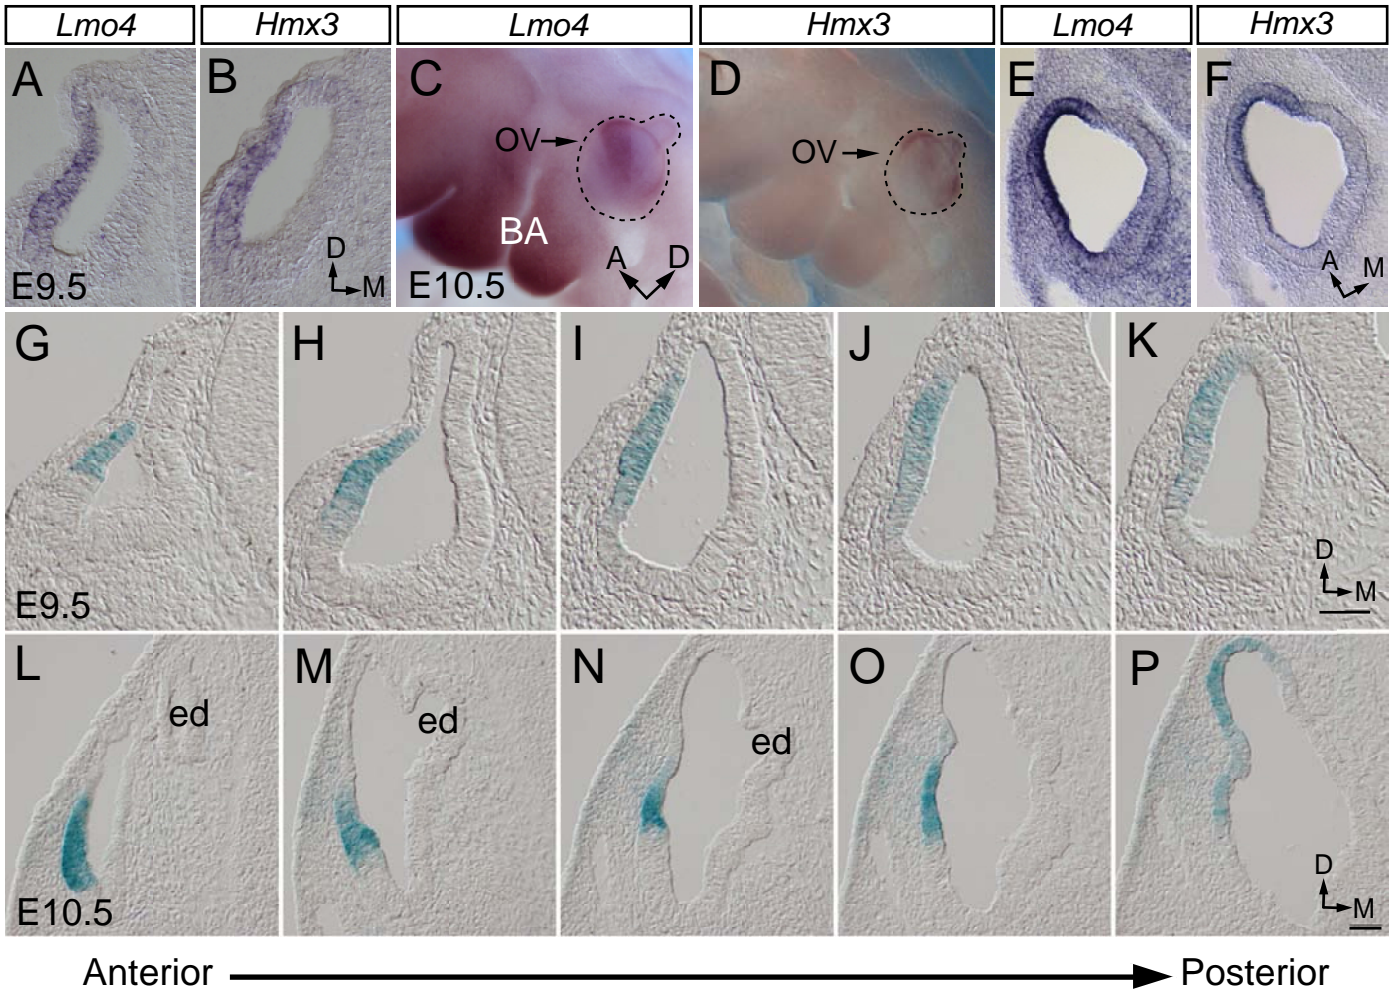 Lmo4 Hmx3 Lmo4 Hmx3 Lmo4 Hmx3
A B C D E F
OV OV
BA
D A D A M
E9.5 M E10.5
G H I J K
D
E9.5 M
L M N O P
ed ed ed
D
E10.5 M
Anterior Posterior